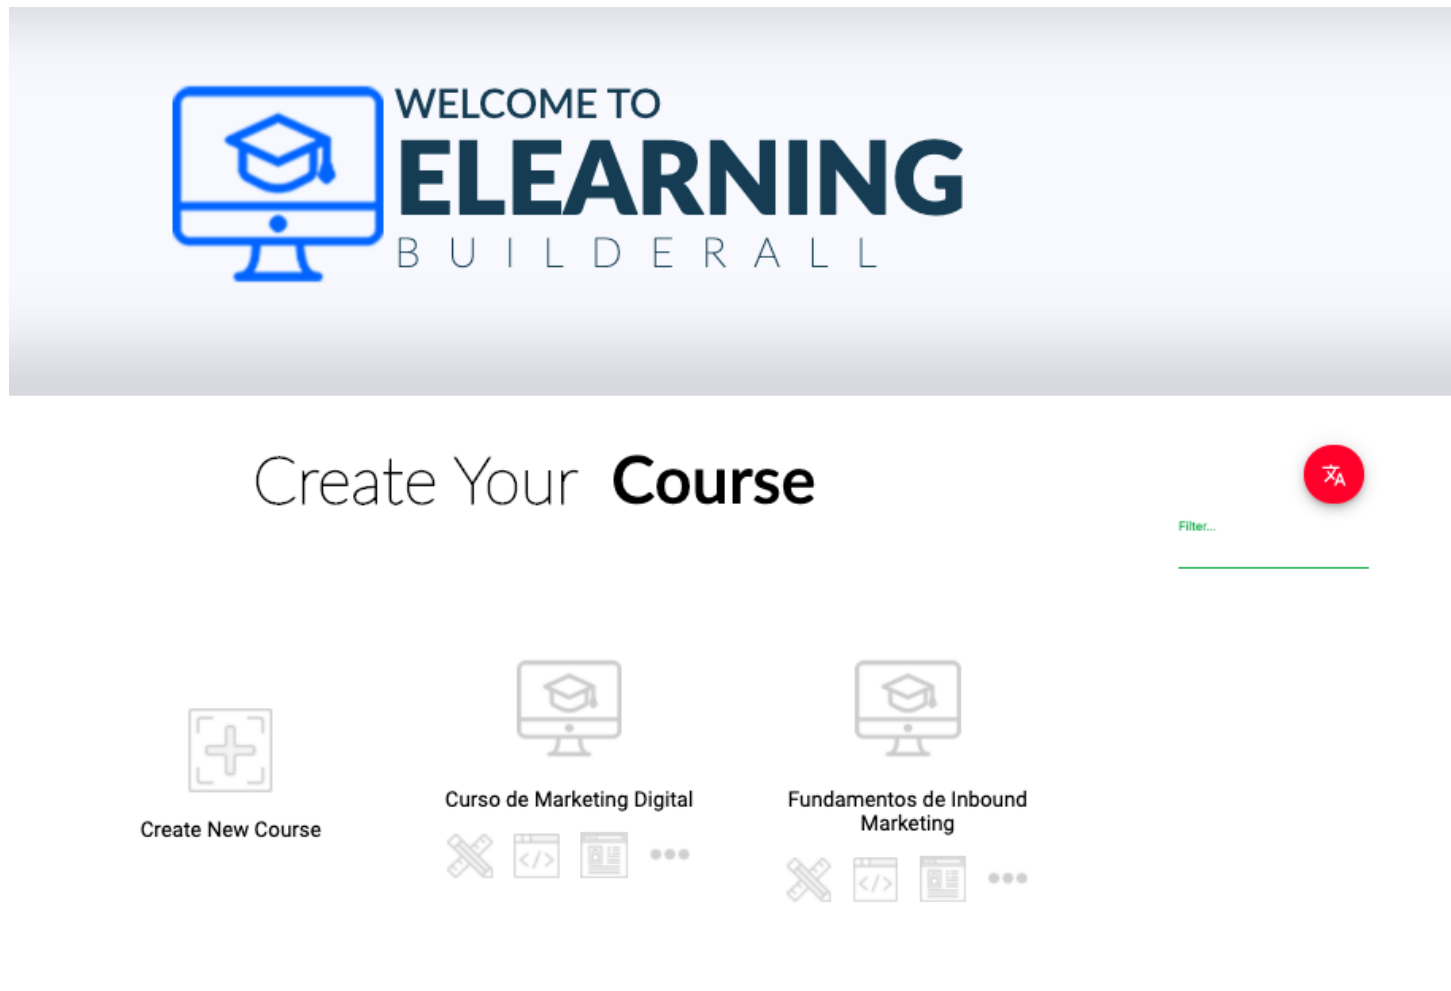 WELCOME TO
ELEARNING
BUILDERALL
Create Your Course
Filter...
Create New Course
Curso de Marketing Digital
Fundamentos de Inbound
Marketing